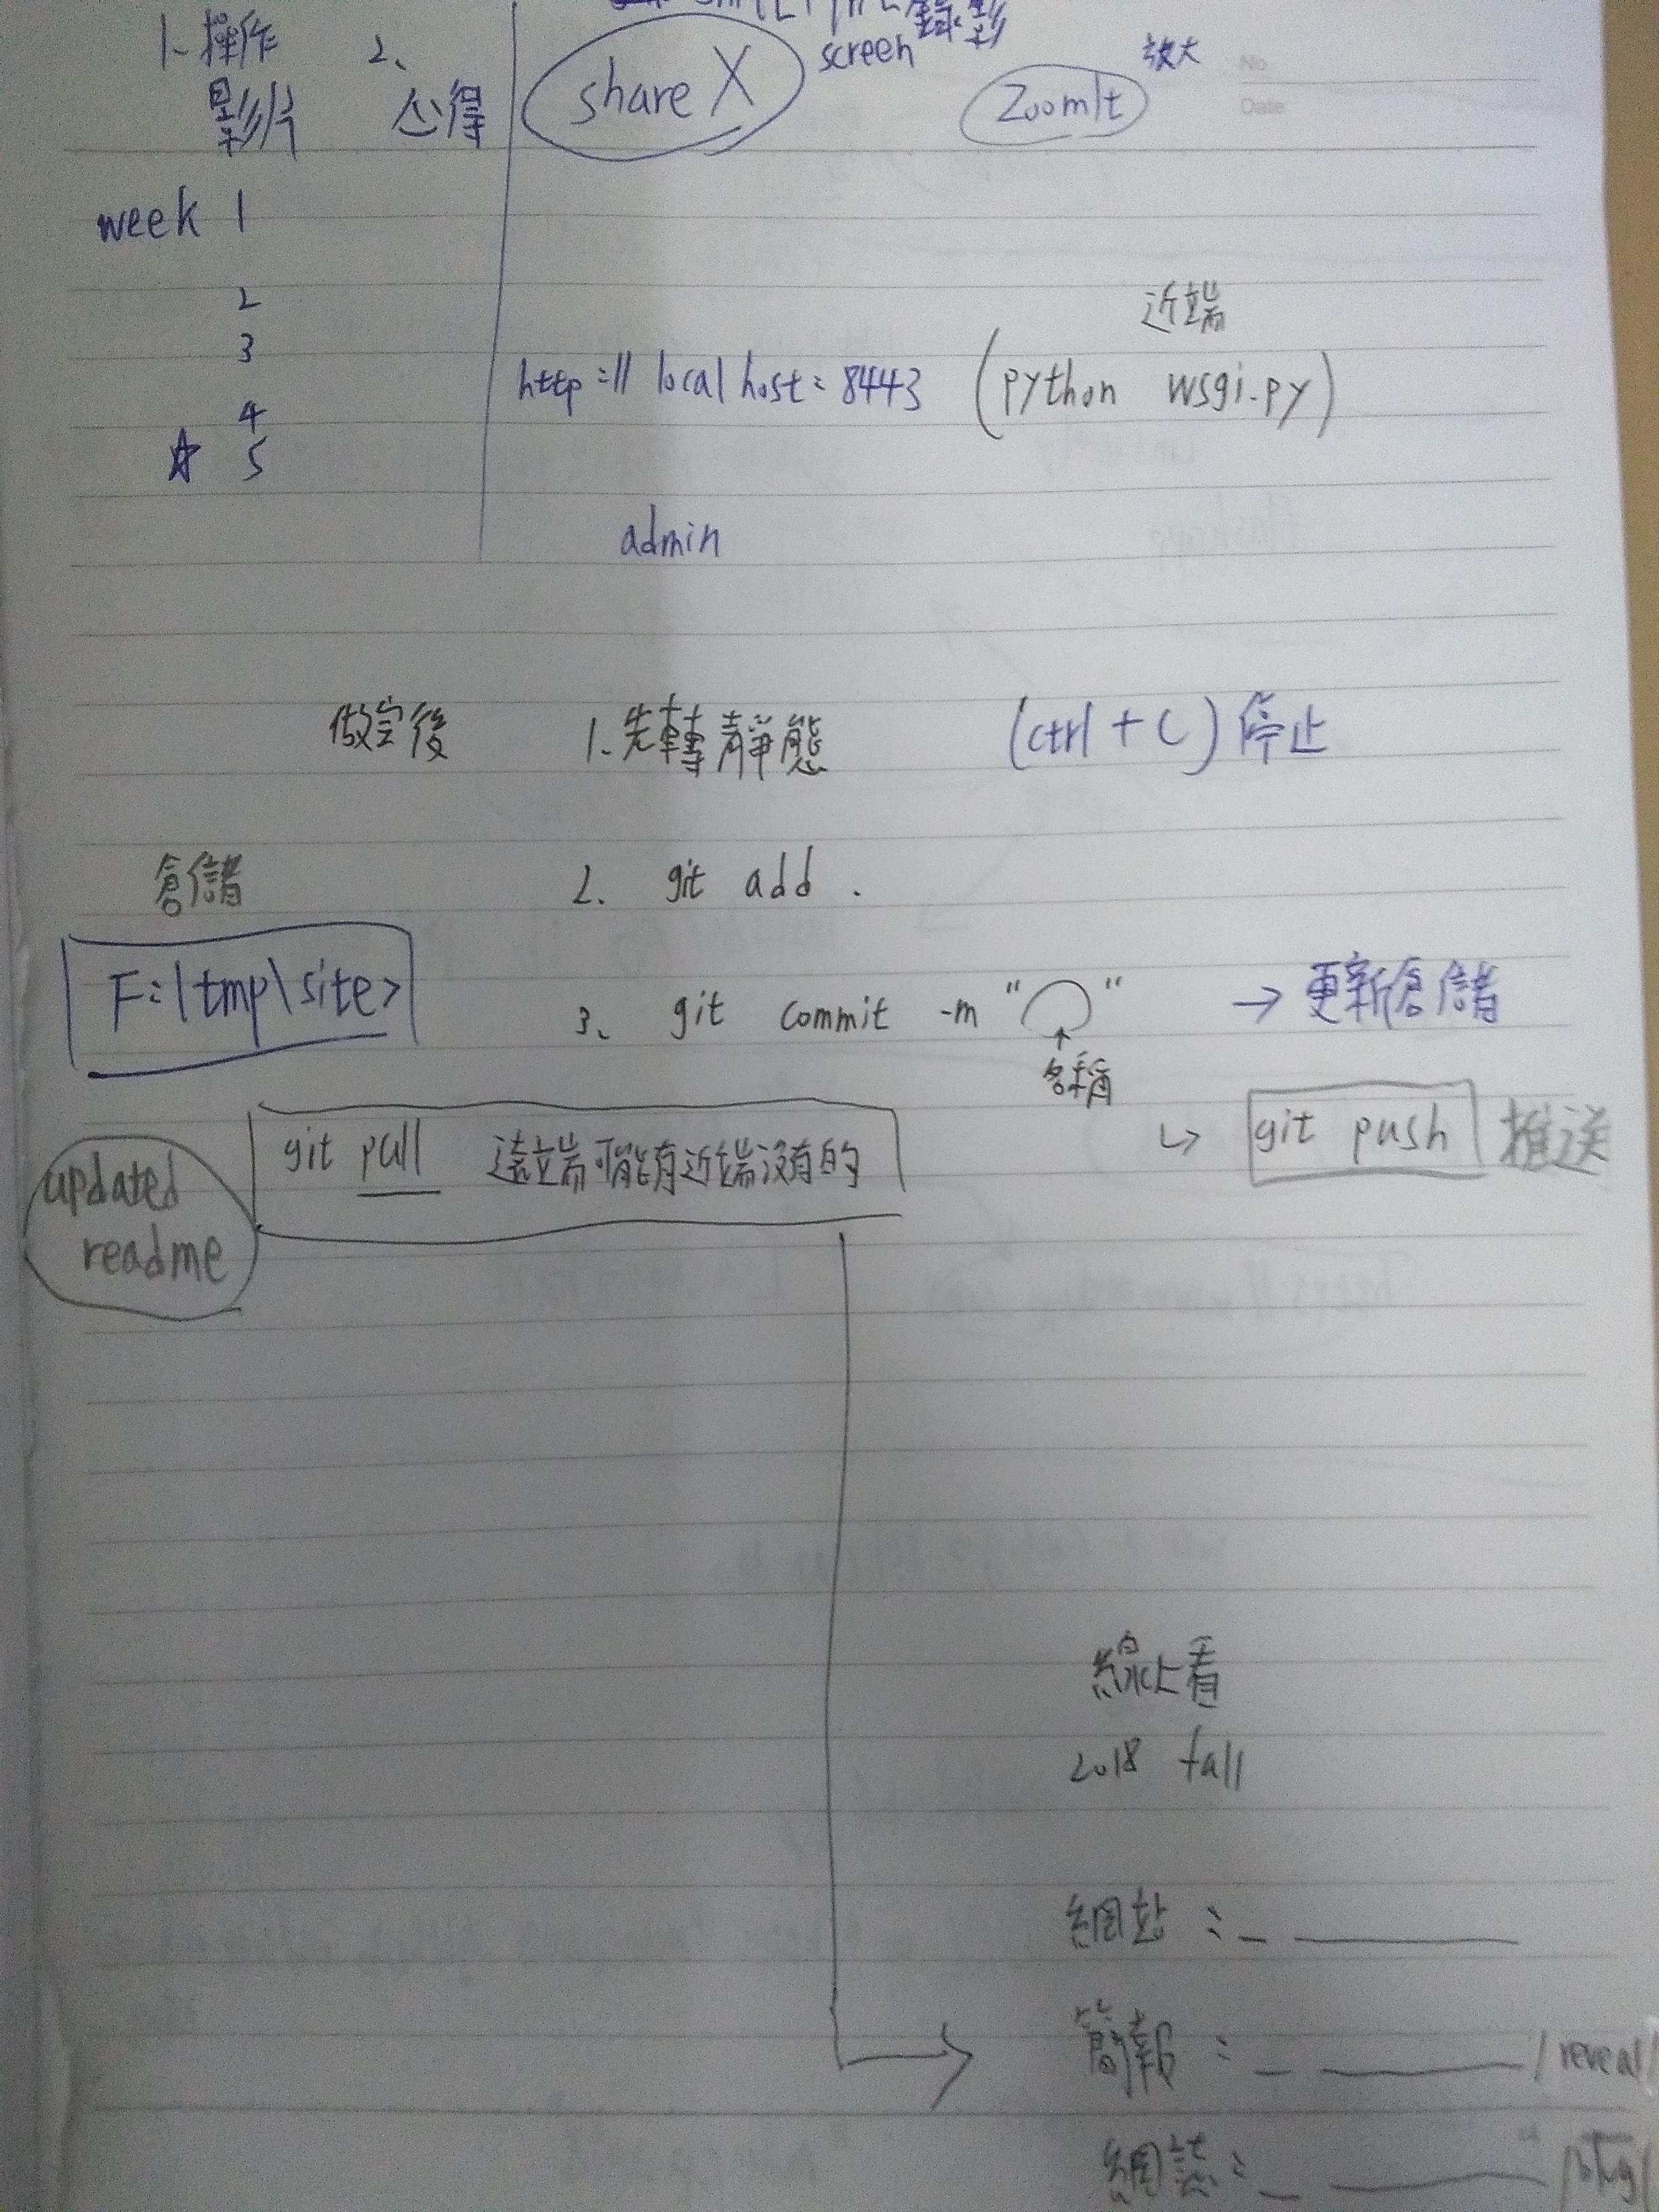 錄影
1. 操作 影片
2. 心得
share X
screen
放大
ZoomIt
No.
Date
week 1
2
3
4
☆ 5
近端
http:// localhost:8443 (python wsgi.py)
admin
做完後 1. 先轉靜態 (ctrl + C) 停止
倉儲 2. git add .
F:\tmp\site>
3. git commit -m " " → 更新倉儲
↑
名稱
↳ git push 推送
git pull 遠端可能有近端沒有的
updated
readme
線上看
2018 fall
網站 : _ ______
簡報 : _ ______ / reveal/
網誌 : _ ______ /blog/